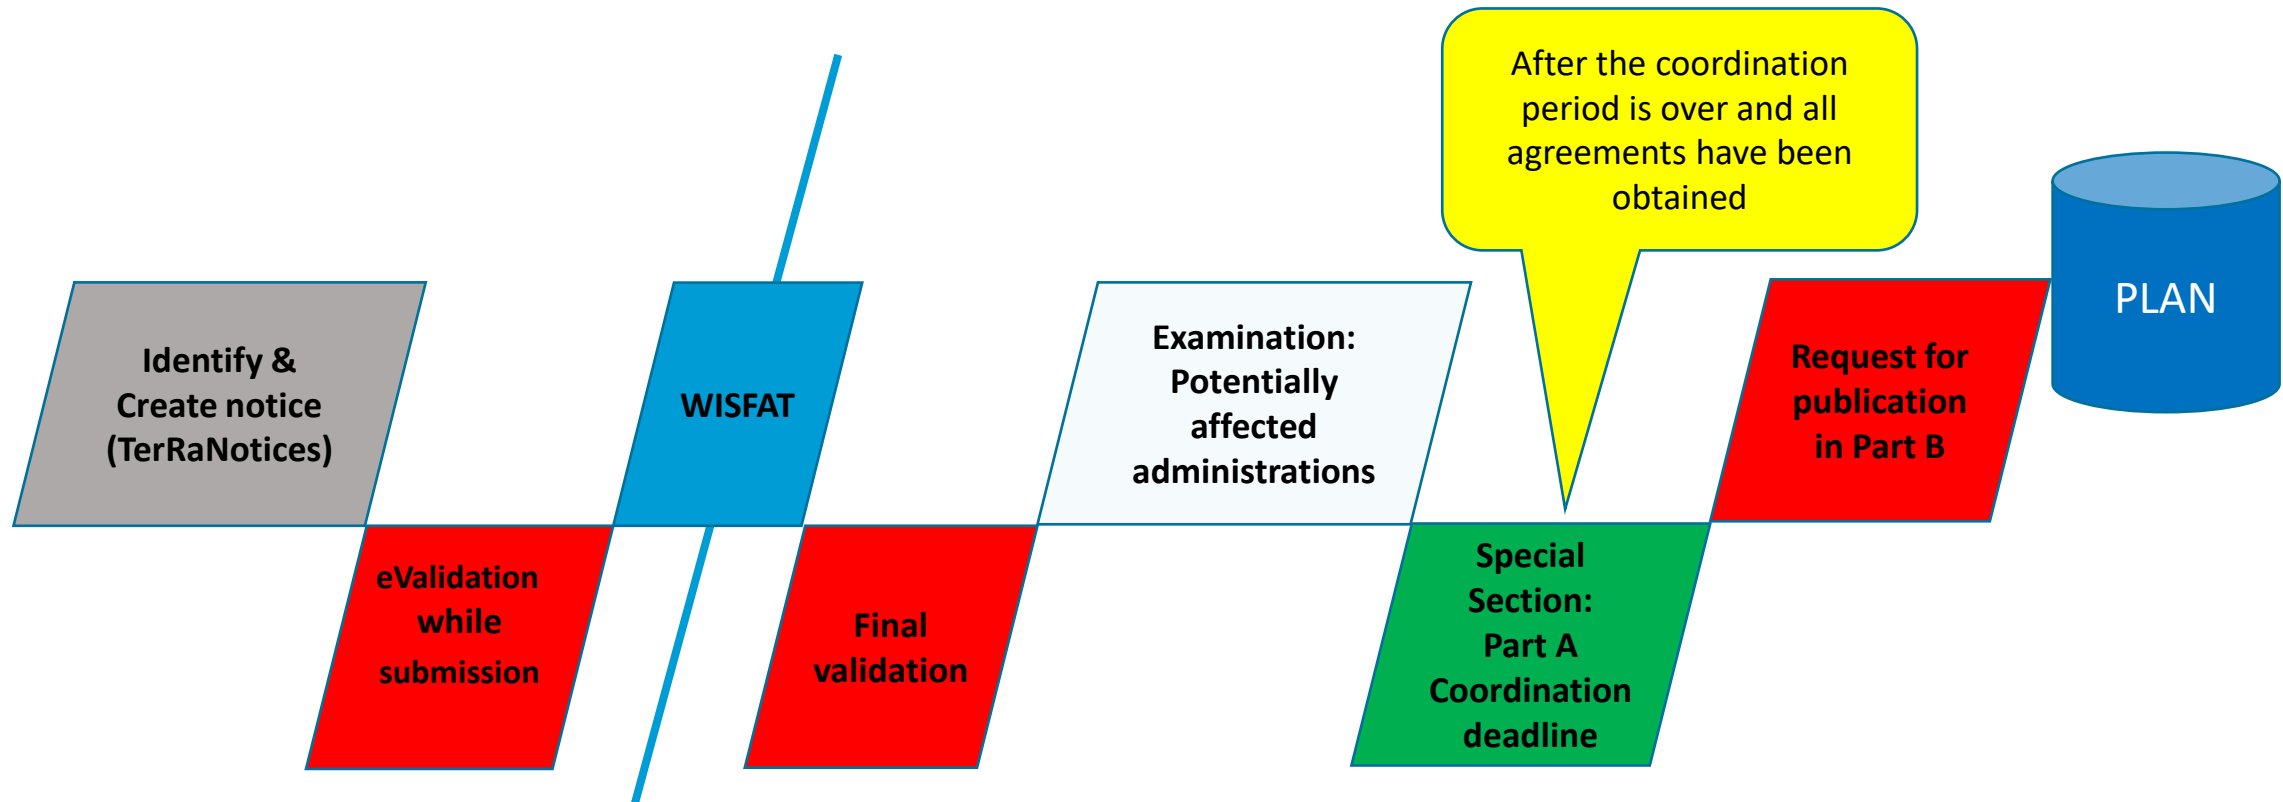 Identify &
Create notice
(TerRaNotices)
eValidation
while
submission
WISFAT
Final
validation
Examination:
Potentially
affected
administrations
After the coordination
period is over and all
agreements have been
obtained
Special
Section:
Part A
Coordination
deadline
Request for
publication
in Part B
PLAN